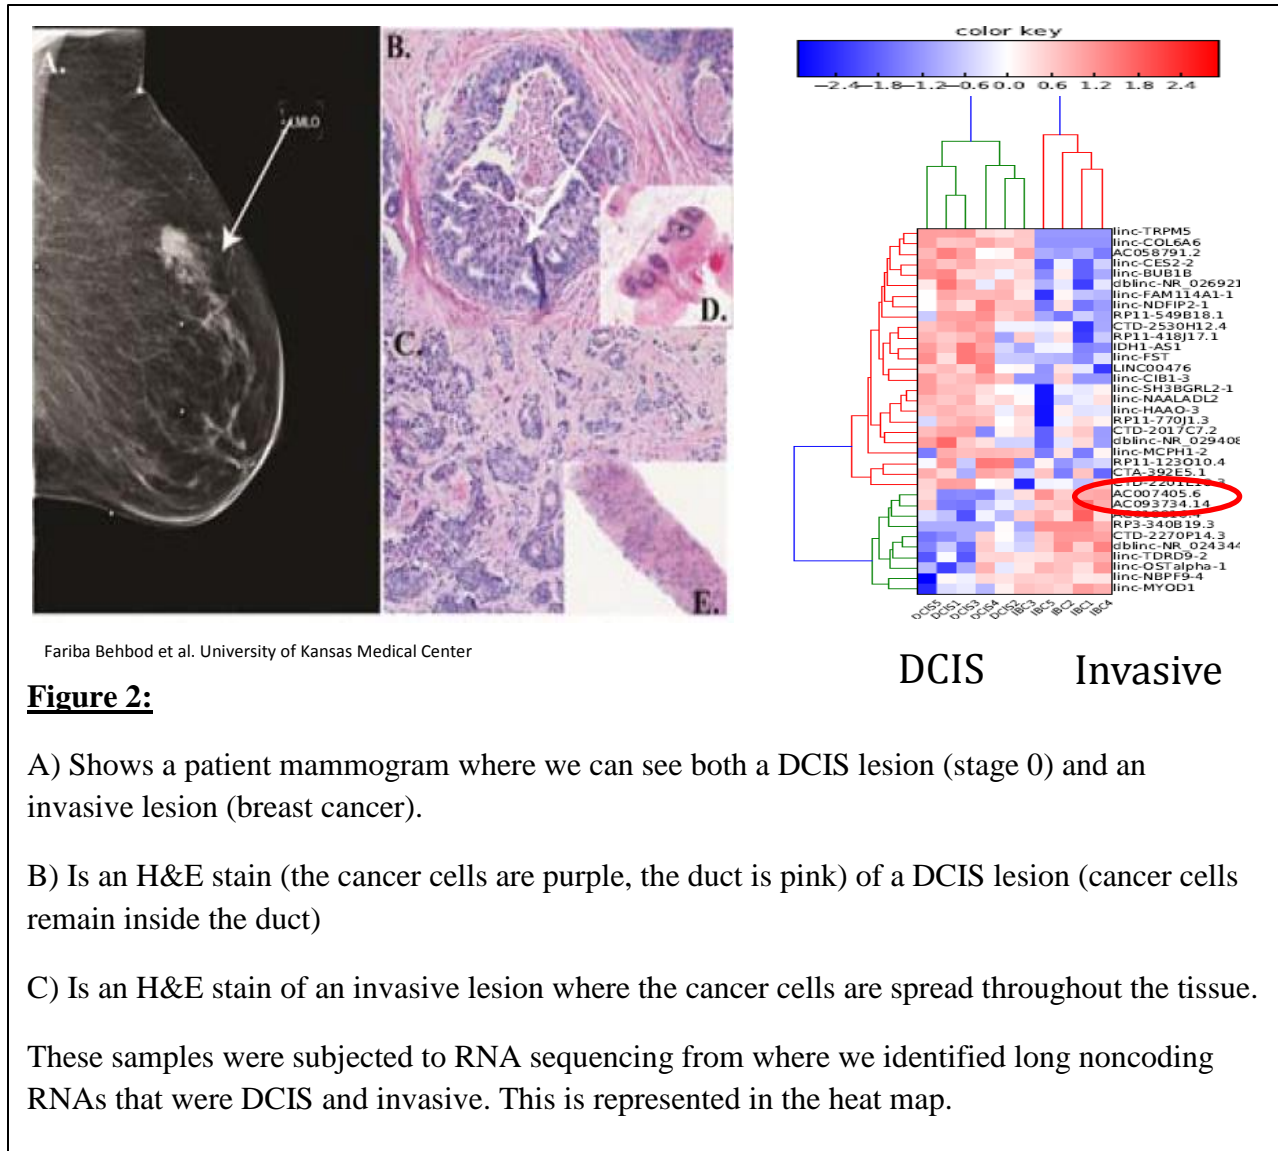 A.
LMLO
B.
D.
C.
E.
color key
−2.4 −1.8 −1.2 −0.6 0.0 0.6 1.2 1.8 2.4
linc-TRPM5
linc-COL6A6
AC058791.2
linc-CES2-2
linc-BUB1B
dblinc-NR_026921
linc-FAM114A1-1
linc-NDFIP2-1
RP11-549B18.1
CTD-2530H12.4
RP11-418J17.1
IDH1-AS1
linc-FST
LINC00476
linc-CIB1-3
linc-SH3BGRL2-1
linc-NAALADL2
linc-HAAO-3
RP11-770J1.3
CTD-2017C7.2
dblinc-NR_029408
linc-MCPH1-2
RP11-123O10.4
CTA-392E5.1
AC007405.6
AC093734.14
RP3-340B19.3
CTD-2270P14.3
dblinc-NR_024344
linc-TDRD9-2
linc-OSTalpha-1
linc-NBPF9-4
linc-MYOD1
DCIS5 DCIS1 DCIS3 DCIS4 DCIS2 IBC3 IBC5 IBC2 IBC1 IBC4
DCIS Invasive
Fariba Behbod et al. University of Kansas Medical Center
Figure 2:
A) Shows a patient mammogram where we can see both a DCIS lesion (stage 0) and an
invasive lesion (breast cancer).
B) Is an H&E stain (the cancer cells are purple, the duct is pink) of a DCIS lesion (cancer cells
remain inside the duct)
C) Is an H&E stain of an invasive lesion where the cancer cells are spread throughout the tissue.
These samples were subjected to RNA sequencing from where we identified long noncoding
RNAs that were DCIS and invasive. This is represented in the heat map.